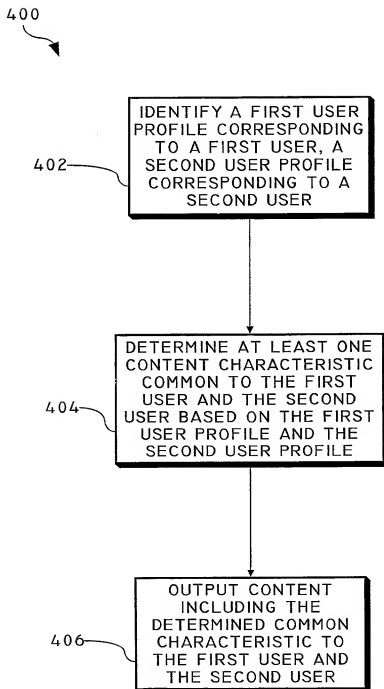 400
IDENTIFY A FIRST USER
PROFILE CORRESPONDING
TO A FIRST USER, A
SECOND USER PROFILE
CORRESPONDING TO A
SECOND USER
402
DETERMINE AT LEAST ONE
CONTENT CHARACTERISTIC
COMMON TO THE FIRST
USER AND THE SECOND
USER BASED ON THE FIRST
USER PROFILE AND THE
SECOND USER PROFILE
404
OUTPUT CONTENT
INCLUDING THE
DETERMINED COMMON
CHARACTERISTIC TO
THE FIRST USER AND
THE SECOND USER
406